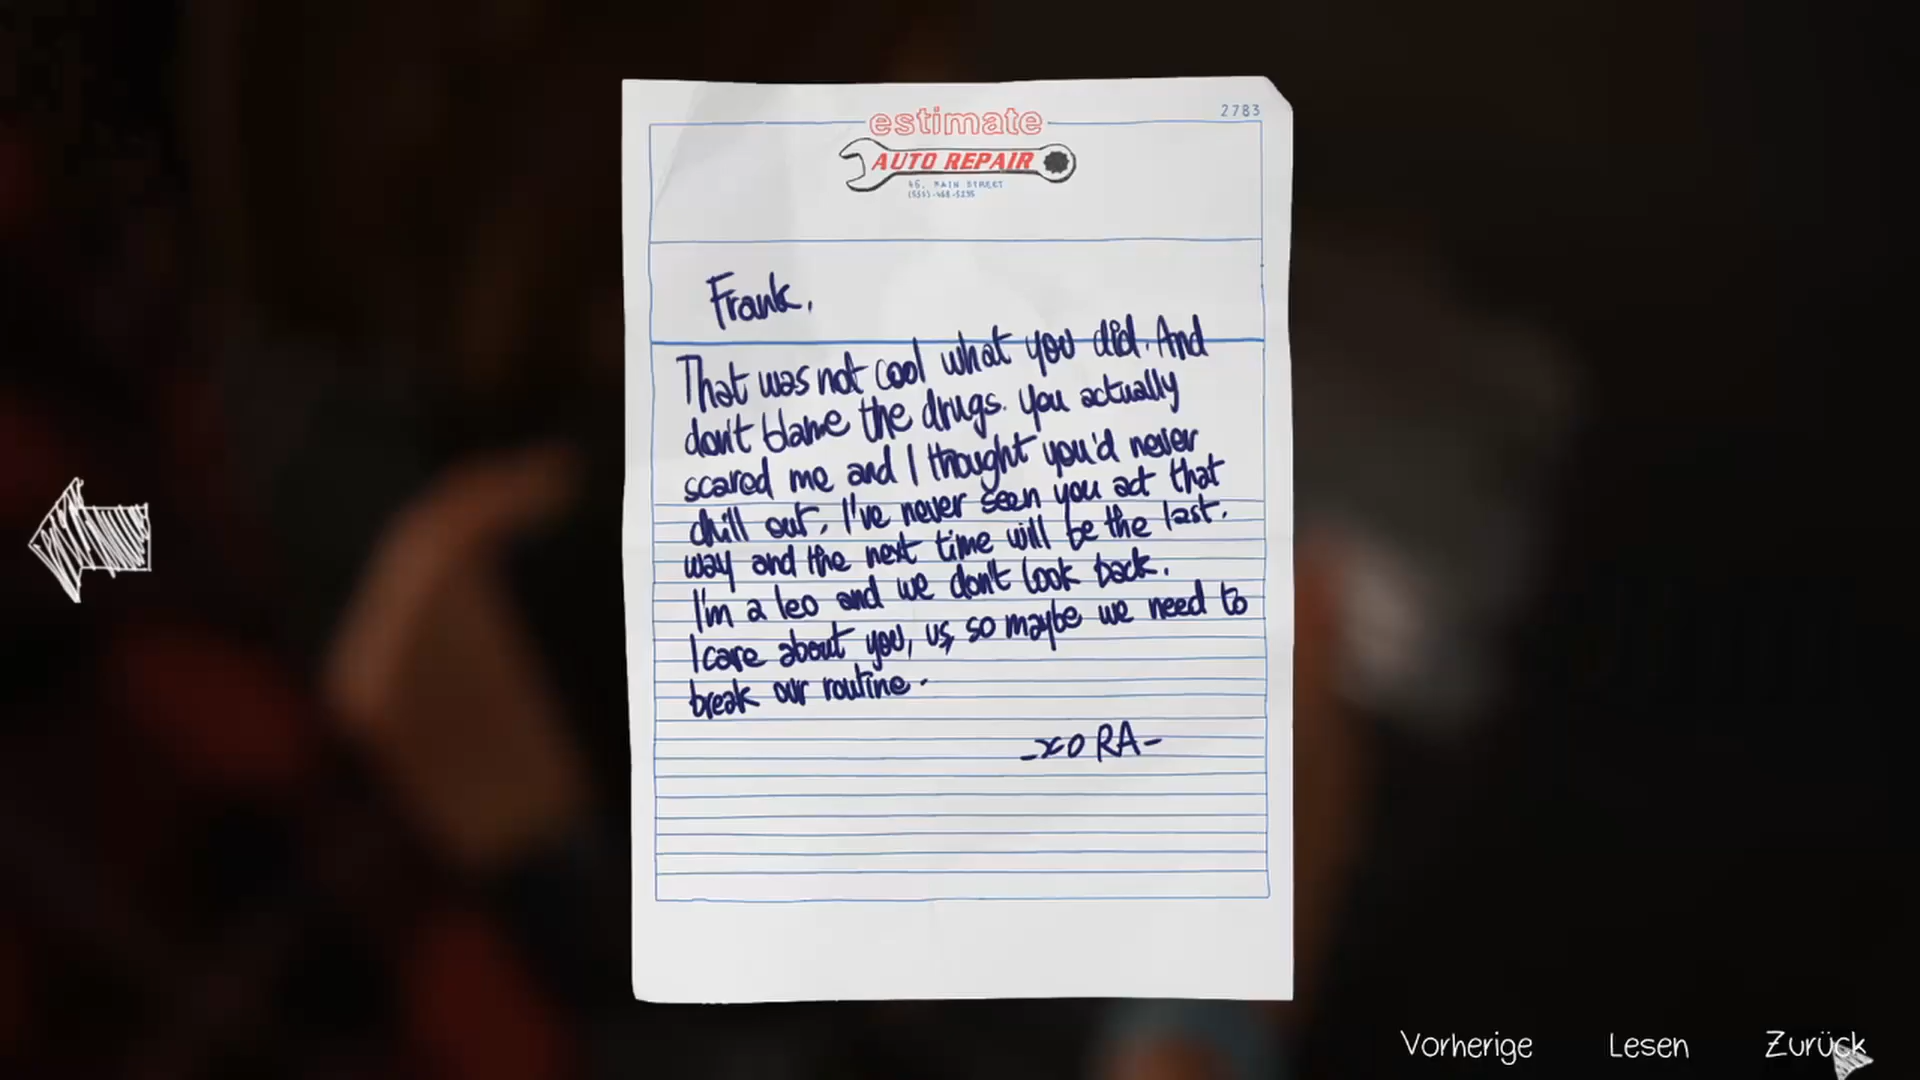 2783
estimate
AUTO REPAIR
46, MAIN STREET
Frank,
That was not cool what you did. And
don't blame the drugs. You actually
scared me and I thought you'd never
chill out. I've never seen you act that
way and the next time will be the last.
I'm a leo and we don't look back.
I care about you, us, so maybe we need to
break our routine.
-xo RA-
Vorherige
Lesen
Zurück